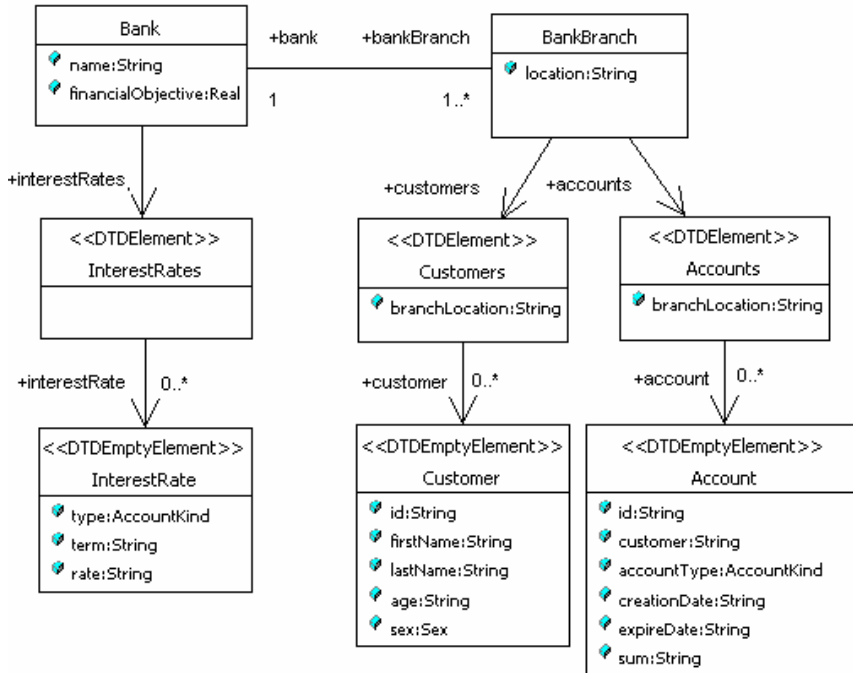 Bank
name:String
financialObjective:Real
+bank
+bankBranch
1
1..*
BankBranch
location:String
+interestRates
+customers
+accounts
<<DTDElement>>
InterestRates
<<DTDElement>>
Customers
branchLocation:String
<<DTDElement>>
Accounts
branchLocation:String
+interestRate
0..*
+customer
0..*
+account
0..*
<<DTDEmptyElement>>
InterestRate
type:AccountKind
term:String
rate:String
<<DTDEmptyElement>>
Customer
id:String
firstName:String
lastName:String
age:String
sex:Sex
<<DTDEmptyElement>>
Account
id:String
customer:String
accountType:AccountKind
creationDate:String
expireDate:String
sum:String